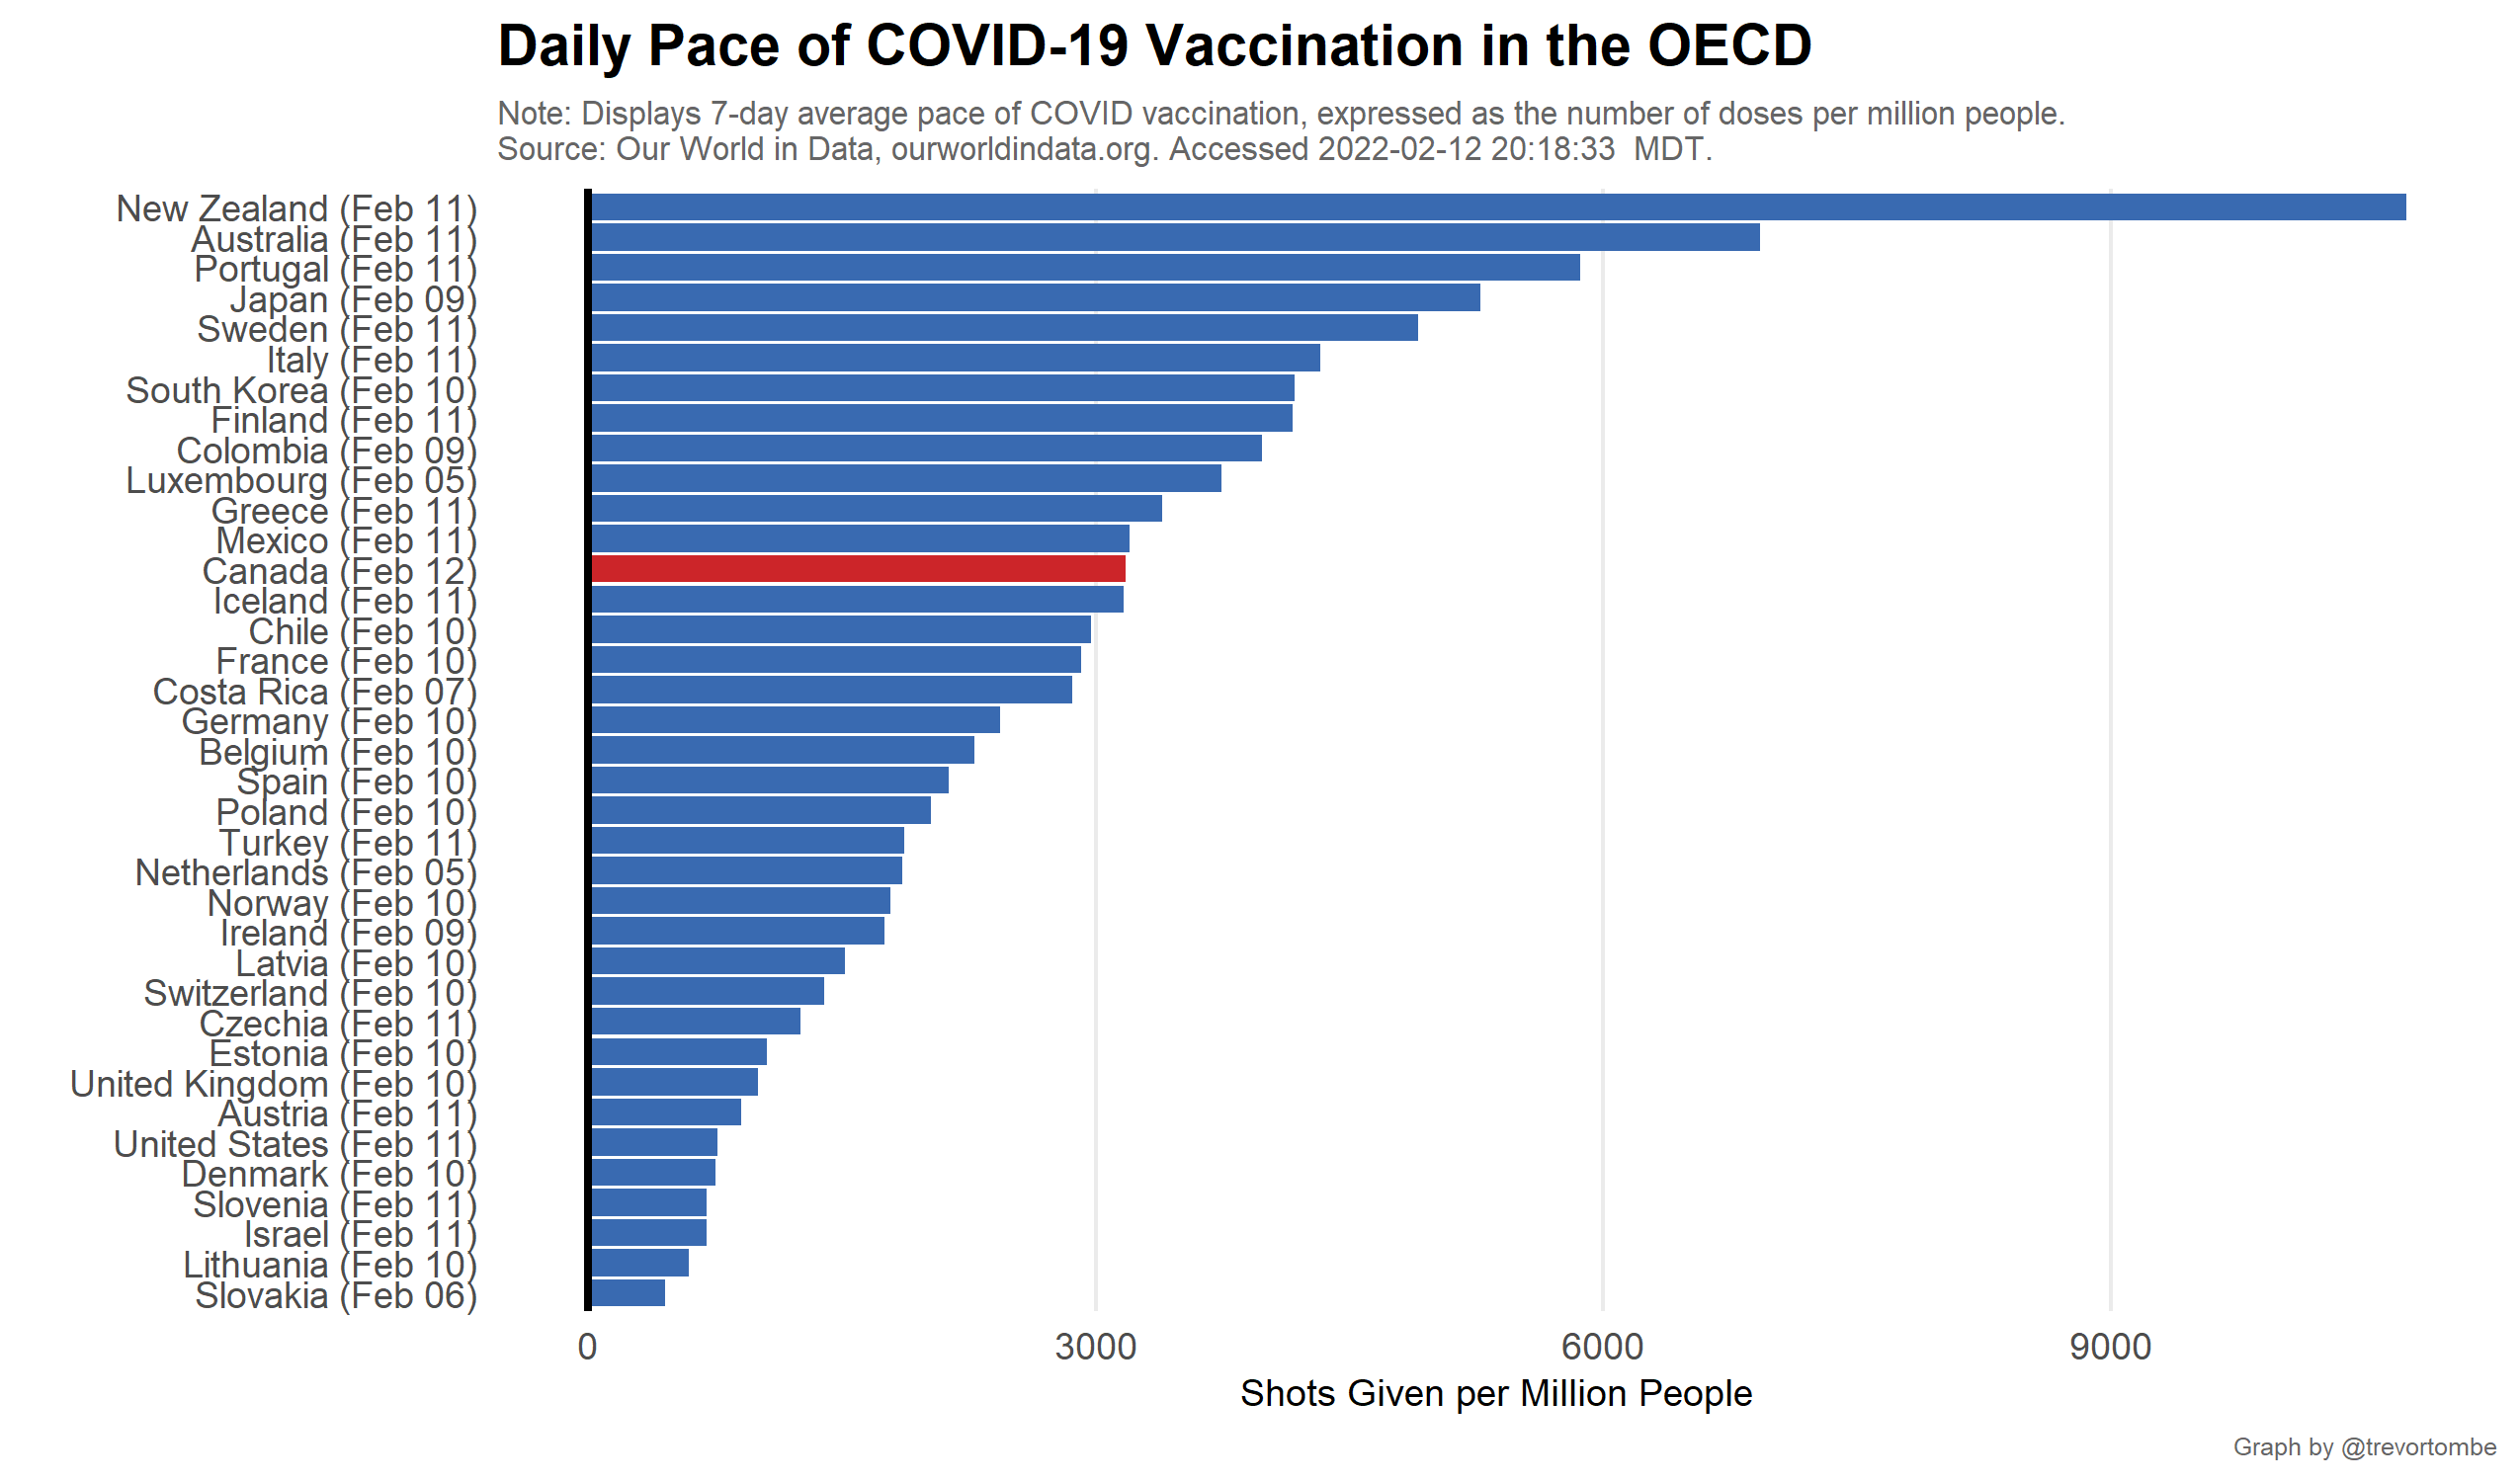 Daily Pace of COVID-19 Vaccination in the OECD
Note: Displays 7-day average pace of COVID vaccination, expressed as the number of doses per million people.
Source: Our World in Data, ourworldindata.org. Accessed 2022-02-12 20:18:33  MDT.
New Zealand (Feb 11)
Australia (Feb 11)
Portugal (Feb 11)
Japan (Feb 09)
Sweden (Feb 11)
Italy (Feb 11)
South Korea (Feb 10)
Finland (Feb 11)
Colombia (Feb 09)
Luxembourg (Feb 05)
Greece (Feb 11)
Mexico (Feb 11)
Canada (Feb 12)
Iceland (Feb 11)
Chile (Feb 10)
France (Feb 10)
Costa Rica (Feb 07)
Germany (Feb 10)
Belgium (Feb 10)
Spain (Feb 10)
Poland (Feb 10)
Turkey (Feb 11)
Netherlands (Feb 05)
Norway (Feb 10)
Ireland (Feb 09)
Latvia (Feb 10)
Switzerland (Feb 10)
Czechia (Feb 11)
Estonia (Feb 10)
United Kingdom (Feb 10)
Austria (Feb 11)
United States (Feb 11)
Denmark (Feb 10)
Slovenia (Feb 11)
Israel (Feb 11)
Lithuania (Feb 10)
Slovakia (Feb 06)
0 3000 6000 9000
Shots Given per Million People
Graph by @trevortombe